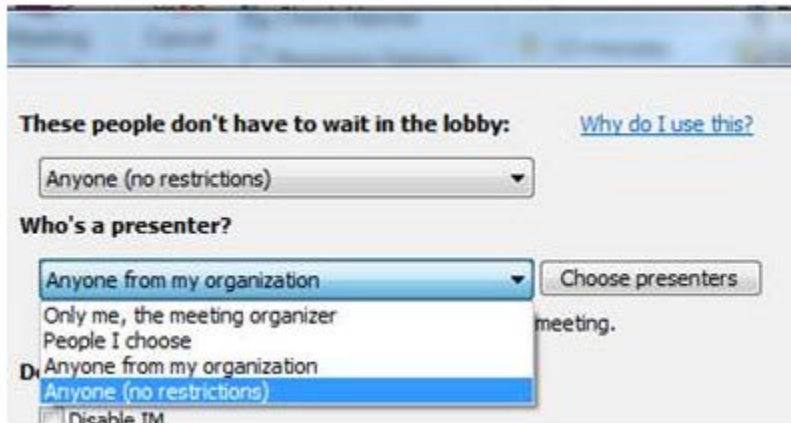 These people don't have to wait in the lobby: Why do I use this?
Anyone (no restrictions)
Who's a presenter?
Anyone from my organization Choose presenters
Only me, the meeting organizer
meeting.
People I choose
Anyone from my organization
Anyone (no restrictions)
Disable IM